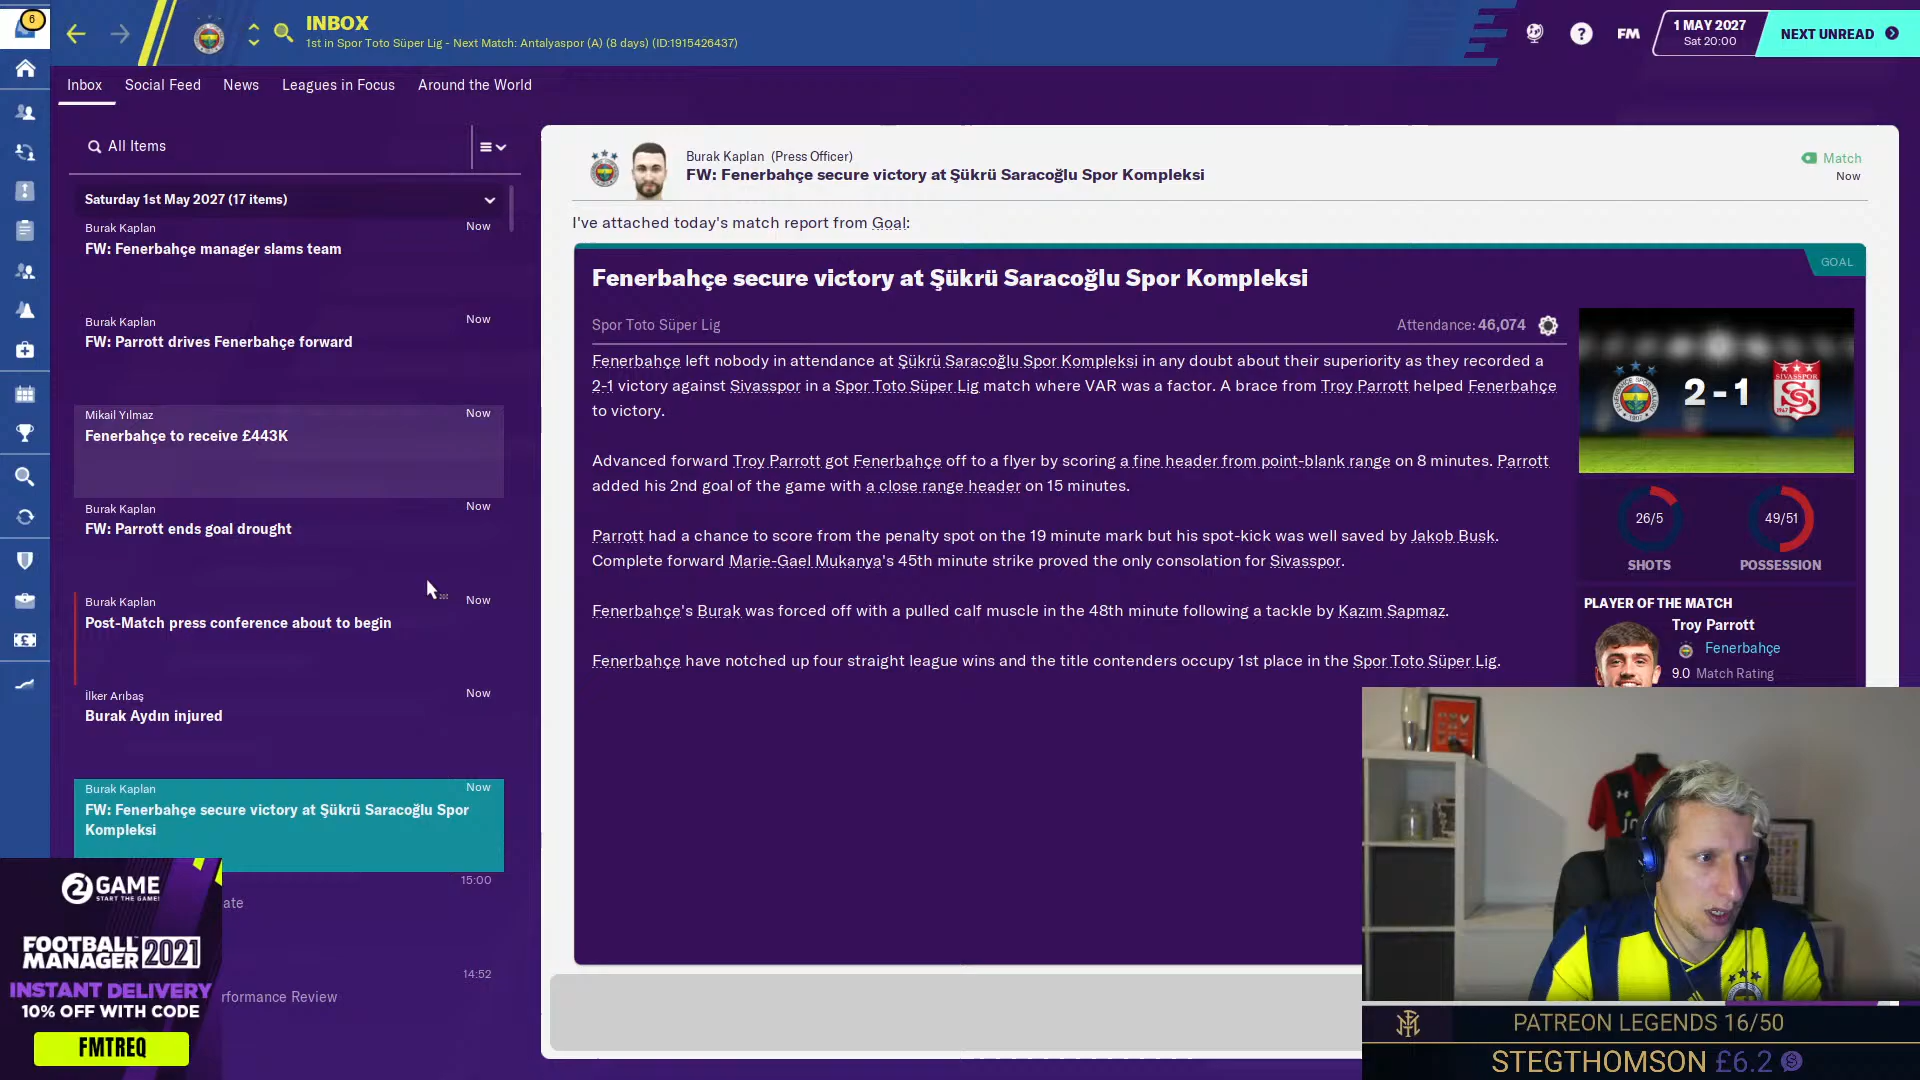 6
INBOX
1st in Spor Toto Süper Lig - Next Match: Antalyaspor (A) (8 days) (ID:1915426437)
?
FM
1 MAY 2027
Sat 20:00
NEXT UNREAD
Inbox
Social Feed
News
Leagues in Focus
Around the World
All Items
Saturday 1st May 2027 (17 items)
Burak Kaplan
Now
FW: Fenerbahçe manager slams team
Burak Kaplan
Now
FW: Parrott drives Fenerbahçe forward
Mikail Yılmaz
Now
Fenerbahçe to receive £443K
Burak Kaplan
Now
FW: Parrott ends goal drought
Burak Kaplan
Now
Post-Match press conference about to begin
İlker Arıbaş
Now
Burak Aydın injured
Burak Kaplan
Now
FW: Fenerbahçe secure victory at Şükrü Saracoğlu Spor
Kompleksi
15:00
ate
14:52
rformance Review
Burak Kaplan (Press Officer)
FW: Fenerbahçe secure victory at Şükrü Saracoğlu Spor Kompleksi
Match
Now
I've attached today's match report from Goal:
GOAL
Fenerbahçe secure victory at Şükrü Saracoğlu Spor Kompleksi
Spor Toto Süper Lig
Attendance: 46,074
Fenerbahçe left nobody in attendance at Şükrü Saracoğlu Spor Kompleksi in any doubt about their superiority as they recorded a
2-1 victory against Sivasspor in a Spor Toto Süper Lig match where VAR was a factor. A brace from Troy Parrott helped Fenerbahçe
to victory.
Advanced forward Troy Parrott got Fenerbahçe off to a flyer by scoring a fine header from point-blank range on 8 minutes. Parrott
added his 2nd goal of the game with a close range header on 15 minutes.
Parrott had a chance to score from the penalty spot on the 19 minute mark but his spot-kick was well saved by Jakob Busk.
Complete forward Marie-Gael Mukanya's 45th minute strike proved the only consolation for Sivasspor.
Fenerbahçe's Burak was forced off with a pulled calf muscle in the 48th minute following a tackle by Kazım Sapmaz.
Fenerbahçe have notched up four straight league wins and the title contenders occupy 1st place in the Spor Toto Süper Lig.
2 - 1
26/5
SHOTS
49/51
POSSESSION
PLAYER OF THE MATCH
Troy Parrott
Fenerbahçe
9.0 Match Rating
2 GAME
START THE GAME!
FOOTBALL
MANAGER 2021
INSTANT DELIVERY
10% OFF WITH CODE
FMTREQ
PATREON LEGENDS 16/50
STEGTHOMSON £6.2